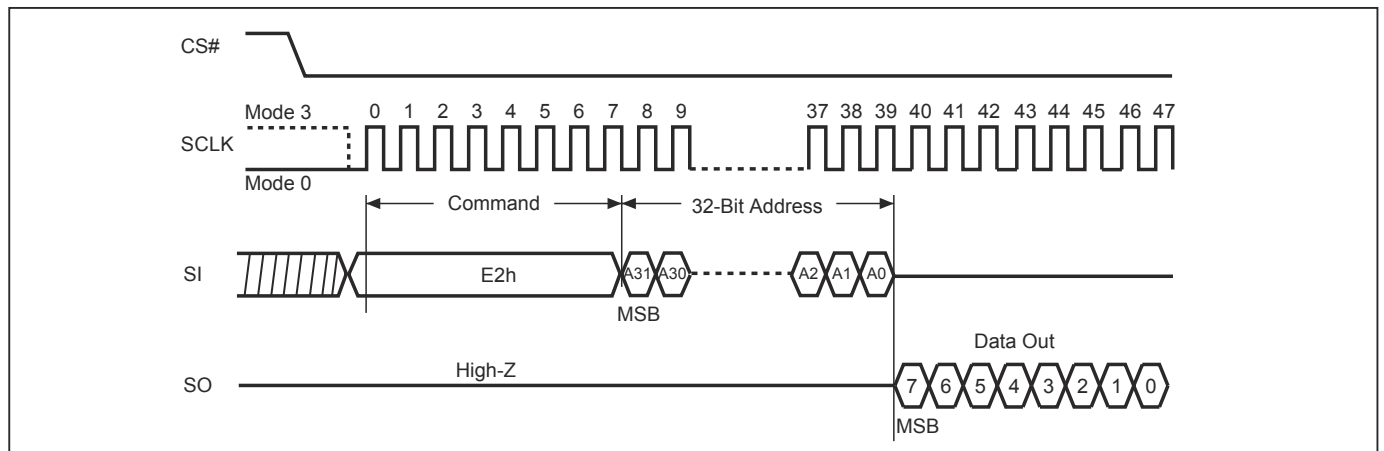 CS#
Mode 3
0 1 2 3 4 5 6 7 8 9 37 38 39 40 41 42 43 44 45 46 47
SCLK
Mode 0
Command 32-Bit Address
SI E2h A31 A30 A2 A1 A0
MSB
Data Out
High-Z
SO 7 6 5 4 3 2 1 0
MSB